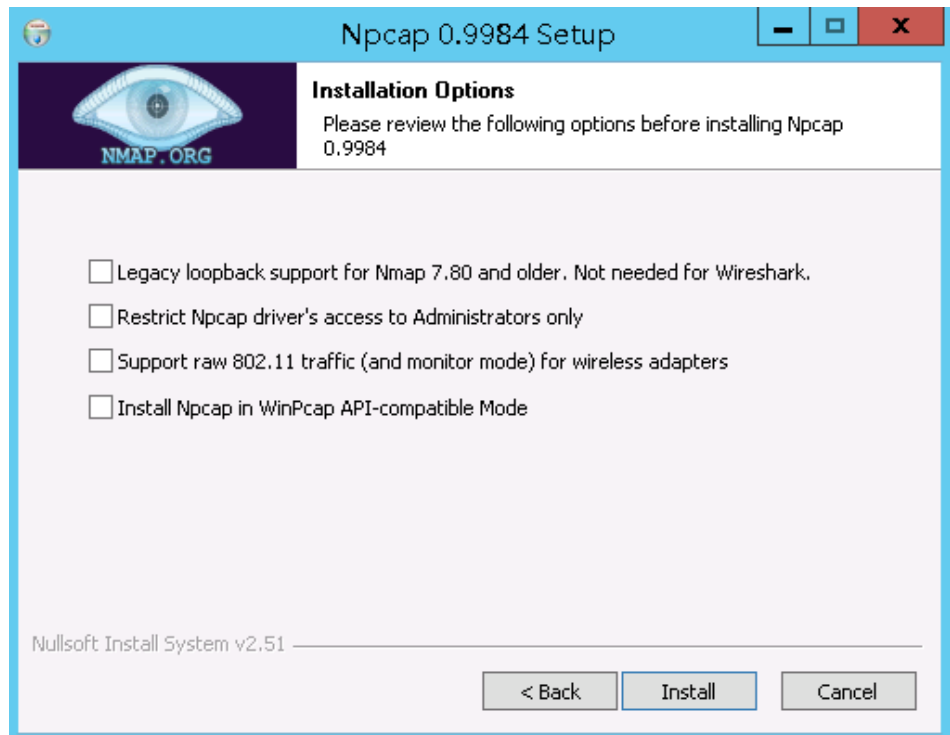 Npcap 0.9984 Setup
NMAP.ORG
Installation Options
Please review the following options before installing Npcap
0.9984
Legacy loopback support for Nmap 7.80 and older. Not needed for Wireshark.
Restrict Npcap driver's access to Administrators only
Support raw 802.11 traffic (and monitor mode) for wireless adapters
Install Npcap in WinPcap API-compatible Mode
Nullsoft Install System v2.51
< Back Install Cancel